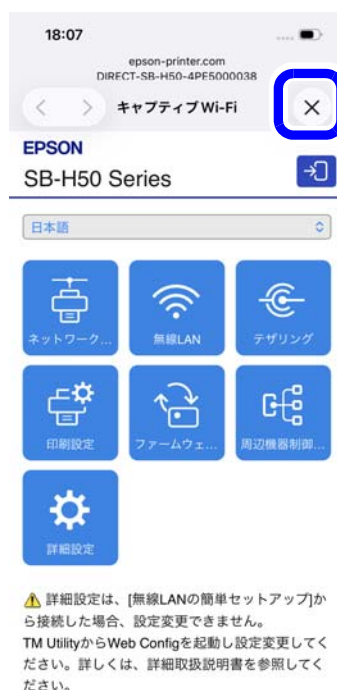 18:07
epson-printer.com
DIRECT-SB-H50-4PE5000038
キャプティブ Wi-Fi
EPSON
SB-H50 Series
日本語
ネットワーク...
無線LAN
テザリング
印刷設定
ファームウェ...
周辺機器制御...
詳細設定
詳細設定は、[無線LANの簡単セットアップ]か
ら接続した場合、設定変更できません。
TM UtilityからWeb Configを起動し設定変更してく
ださい。詳しくは、詳細取扱説明書を参照してく
ださい。